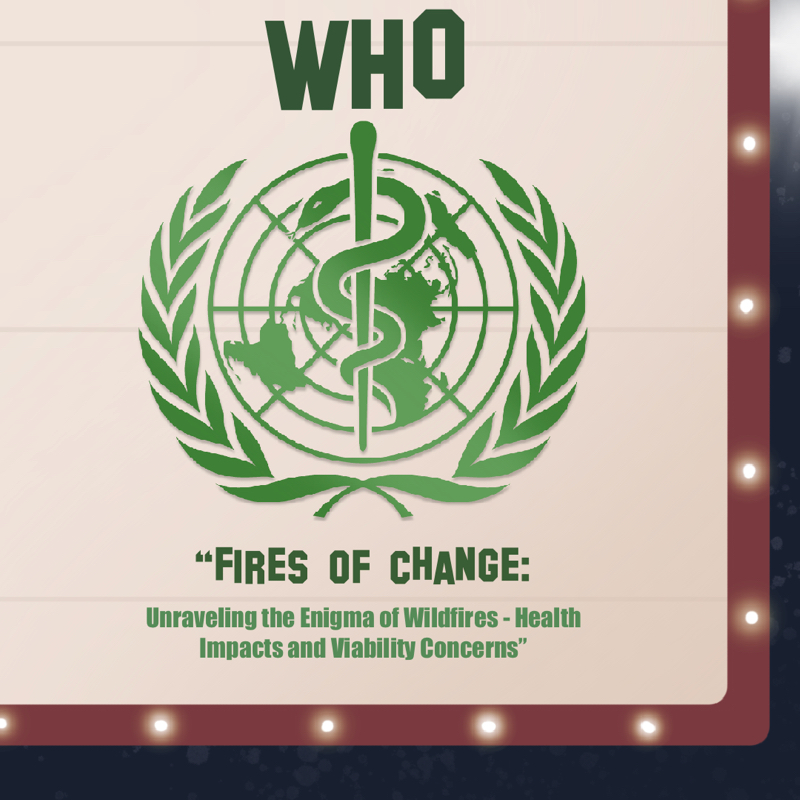 WHO
“FIRES OF CHANGE:
Unraveling the Enigma of Wildfires - Health
Impacts and Viability Concerns”